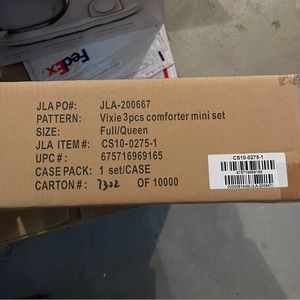 FedEx
JLA PO#: JLA-200667
PATTERN: Vixie 3pcs comforter mini set
SIZE: Full/Queen
JLA ITEM#: CS10-0275-1
UPC #: 675716969165
CASE PACK: 1 set/CASE
CARTON #: 7302 OF 10000
CS10-0275-1
675716969165